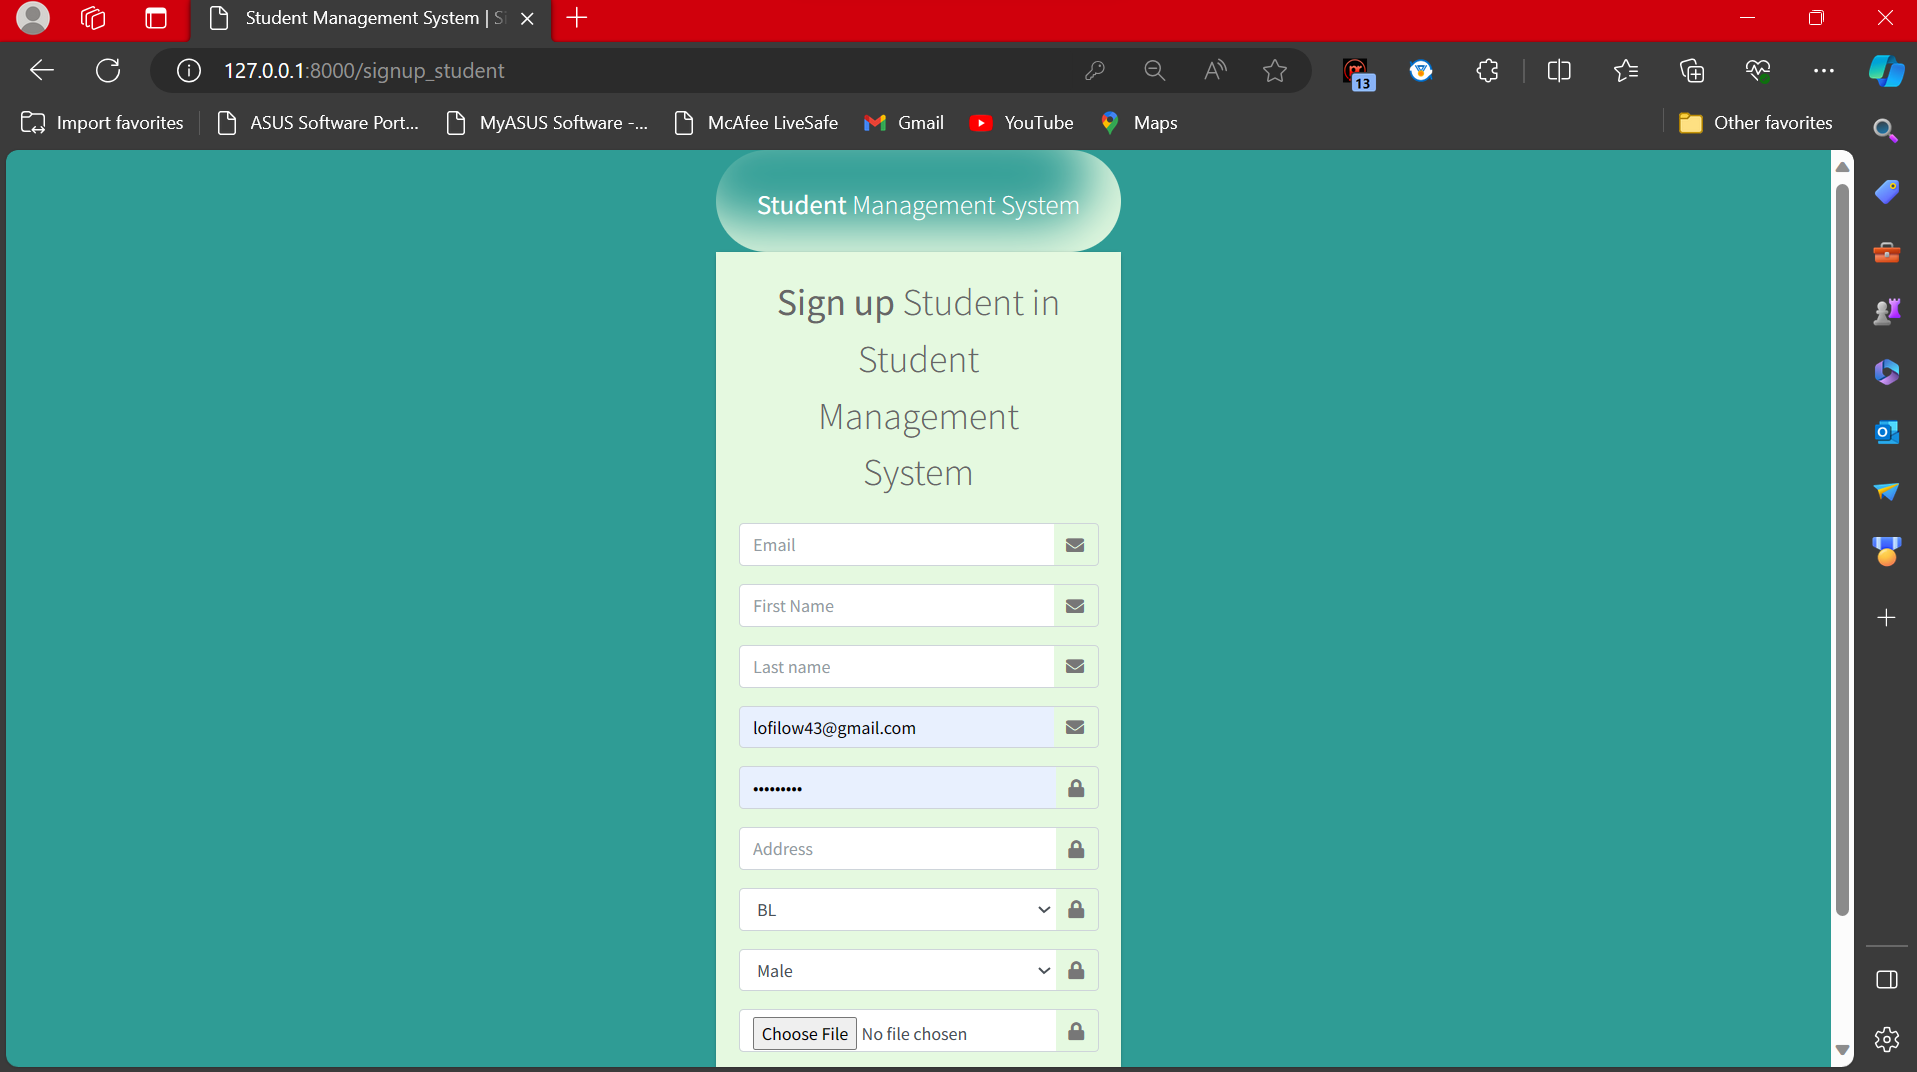 Student Management System | Si
127.0.0.1:8000/signup_student
13
Import favorites
ASUS Software Port...
MyASUS Software -...
McAfee LiveSafe
Gmail
YouTube
Maps
Other favorites
Student Management System
Sign up Student in
Student
Management
System
Email
First Name
Last name
lofilow43@gmail.com
•••••••••
Address
BL
Male
Choose File No file chosen